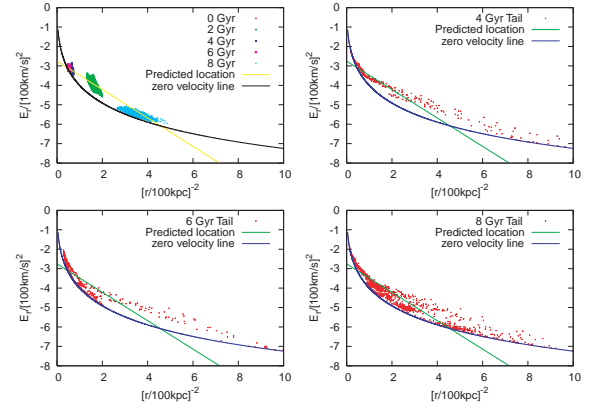 0 Gyr
2 Gyr
4 Gyr
6 Gyr
8 Gyr
Predicted location
zero velocity line
E_r/[100km/s]^2
0
-1
-2
-3
-4
-5
-6
-7
-8
0 2 4 6 8 10
[r/100kpc]^-2
4 Gyr Tail
Predicted location
zero velocity line
E_r/[100km/s]^2
0
-1
-2
-3
-4
-5
-6
-7
-8
0 2 4 6 8 10
[r/100kpc]^-2
6 Gyr Tail
Predicted location
zero velocity line
E_r/[100km/s]^2
0
-1
-2
-3
-4
-5
-6
-7
-8
0 2 4 6 8 10
[r/100kpc]^-2
8 Gyr Tail
Predicted location
zero velocity line
E_r/[100km/s]^2
0
-1
-2
-3
-4
-5
-6
-7
-8
0 2 4 6 8 10
[r/100kpc]^-2